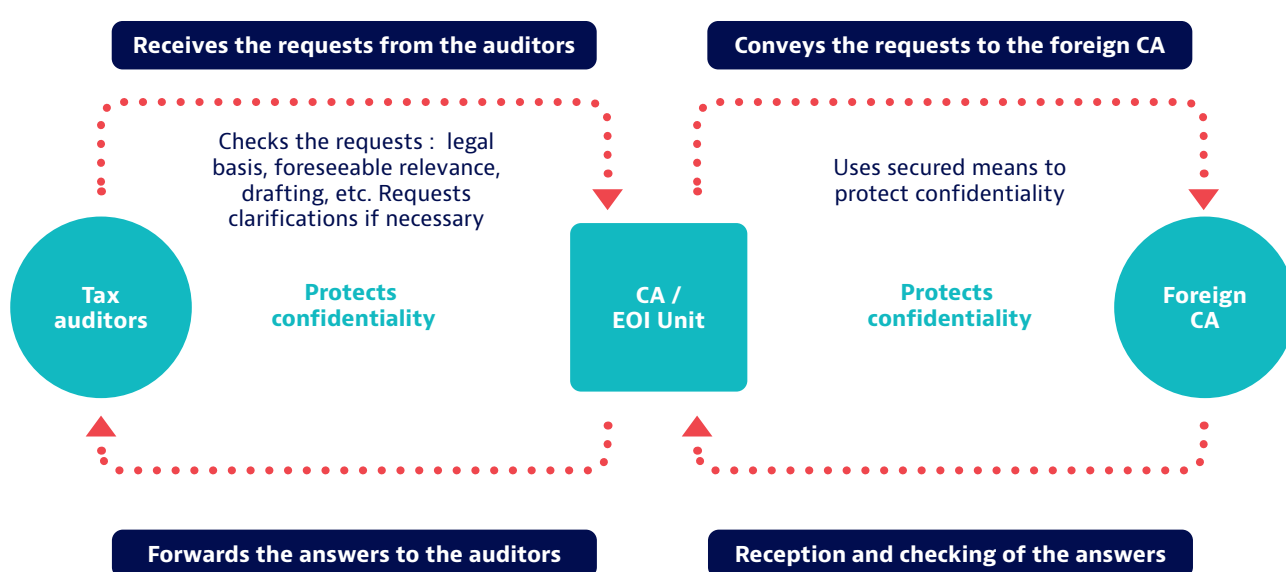 Receives the requests from the auditors
Conveys the requests to the foreign CA
Checks the requests : legal
basis, foreseeable relevance,
drafting, etc. Requests
clarifications if necessary
Uses secured means to
protect confidentiality
Tax
auditors
Protects
confidentiality
CA /
EOI Unit
Protects
confidentiality
Foreign
CA
Forwards the answers to the auditors
Reception and checking of the answers